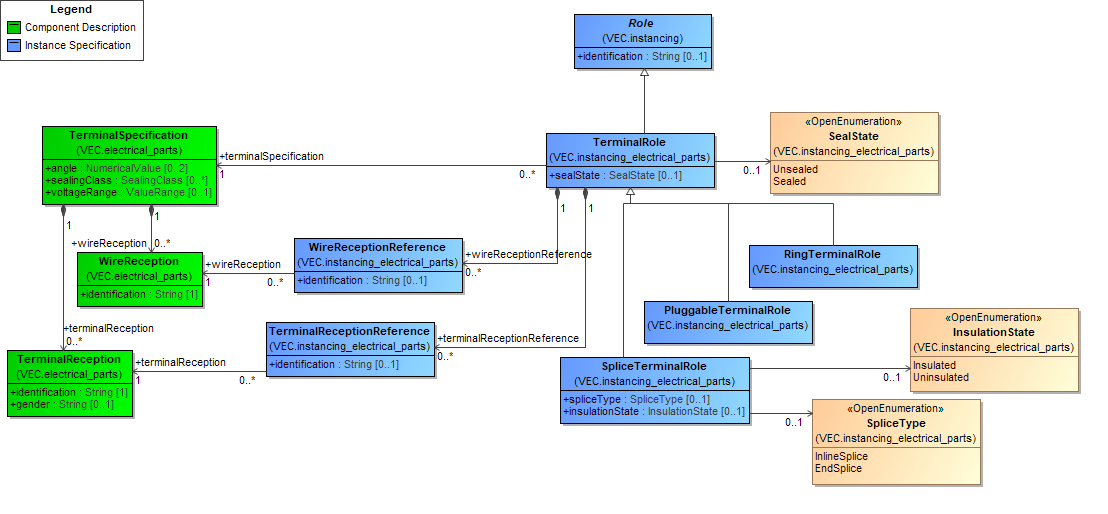 Legend
Component Description
Instance Specification
Role
(VEC.instancing)
+identification : String [0..1]
TerminalSpecification
(VEC.electrical_parts)
+angle : NumericalValue [0..2]
+sealingClass : SealingClass [0..*]
+voltageRange : ValueRange [0..1]
+terminalSpecification
1
0..*
TerminalRole
(VEC.instancing_electrical_parts)
+sealState : SealState [0..1]
0..1
«OpenEnumeration»
SealState
(VEC.instancing_electrical_parts)
Unsealed
Sealed
1
1
1
1
+wireReception
0..*
WireReception
(VEC.electrical_parts)
+identification : String [1]
+wireReception
1
0..*
WireReceptionReference
(VEC.instancing_electrical_parts)
+identification : String [0..1]
+wireReceptionReference
0..*
RingTerminalRole
(VEC.instancing_electrical_parts)
PluggableTerminalRole
(VEC.instancing_electrical_parts)
+terminalReception
0..*
TerminalReception
(VEC.electrical_parts)
+identification : String [1]
+gender : String [0..1]
+terminalReception
1
0..*
TerminalReceptionReference
(VEC.instancing_electrical_parts)
+identification : String [0..1]
+terminalReceptionReference
0..*
SpliceTerminalRole
(VEC.instancing_electrical_parts)
+spliceType : SpliceType [0..1]
+insulationState : InsulationState [0..1]
0..1
«OpenEnumeration»
InsulationState
(VEC.instancing_electrical_parts)
Insulated
Uninsulated
0..1
«OpenEnumeration»
SpliceType
(VEC.instancing_electrical_parts)
InlineSplice
EndSplice